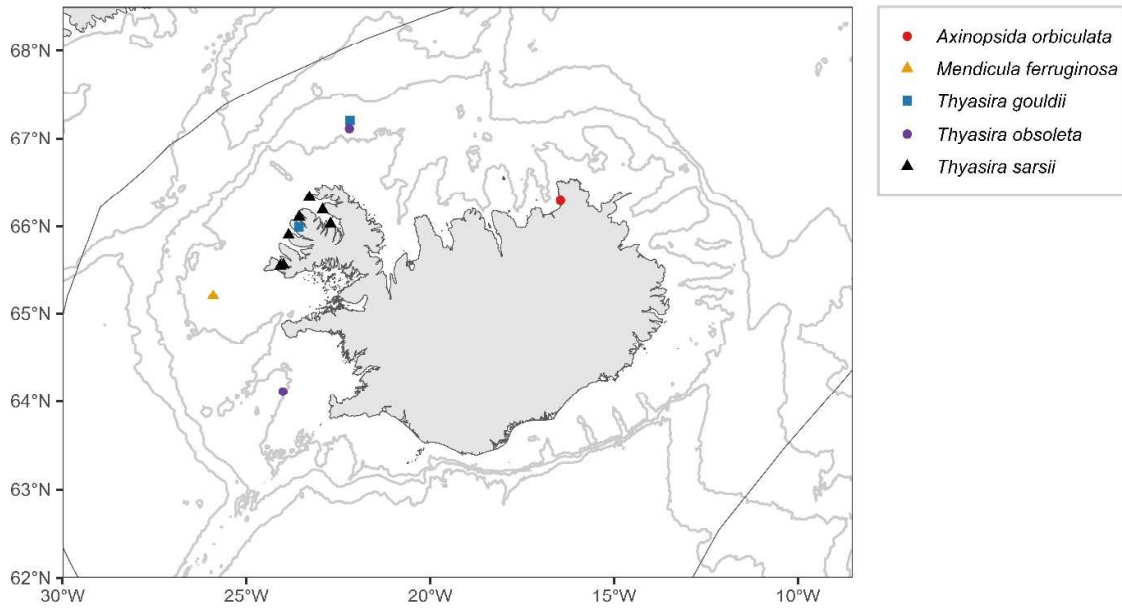 68°N
67°N
66°N
65°N
64°N
63°N
62°N
30°W 25°W 20°W 15°W 10°W
Axinopsida orbiculata
Mendicula ferruginosa
Thyasira gouldii
Thyasira obsoleta
Thyasira sarsii